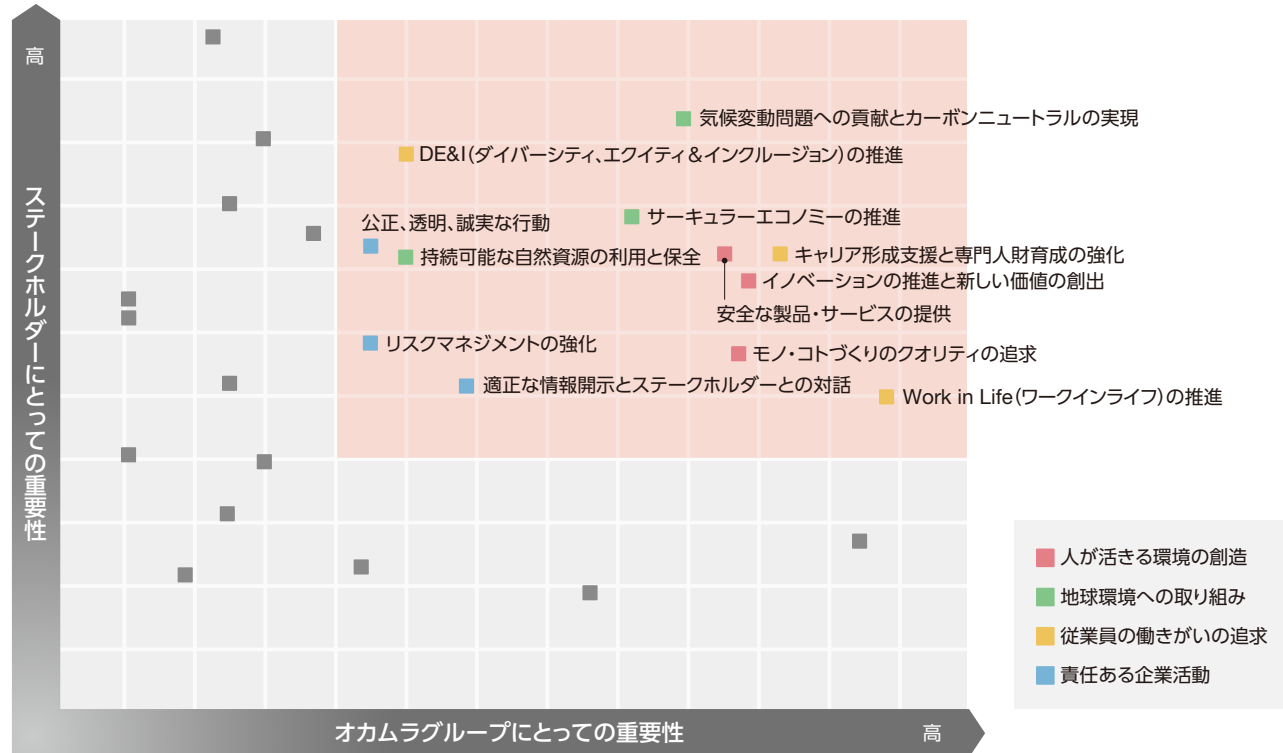 高
ステークホルダーにとっての重要性
気候変動問題への貢献とカーボンニュートラルの実現
DE&I(ダイバーシティ、エクイティ&インクルージョン)の推進
サーキュラーエコノミーの推進
公正、透明、誠実な行動
持続可能な自然資源の利用と保全
キャリア形成支援と専門人財育成の強化
イノベーションの推進と新しい価値の創出
安全な製品・サービスの提供
リスクマネジメントの強化
モノ・コトづくりのクオリティの追求
適正な情報開示とステークホルダーとの対話
Work in Life(ワークインライフ)の推進
人が活きる環境の創造
地球環境への取り組み
従業員の働きがいの追求
責任ある企業活動
オカムラグループにとっての重要性
高